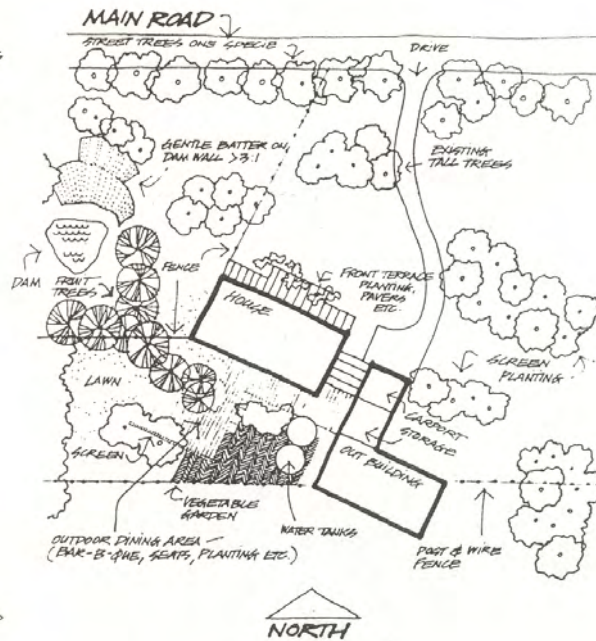 MAIN ROAD
STREET TREES ONE SPECIE
DRIVE
GENTLE BATTER ON
DAM WALL >3:1
EXISTING
TALL TREES
DAM
FRUIT
TREES
FENCE
HOUSE
FRONT TERRACE
PLANTING,
PAVERS
ETC.
SCREEN
PLANTING
LAWN
CARPORT
STORAGE
SCREEN
OUT BUILDING
VEGETABLE
GARDEN
WATER TANKS
OUTDOOR DINING AREA —
(BAR-B-QUE, SEATS, PLANTING ETC.)
POST & WIRE
FENCE
NORTH